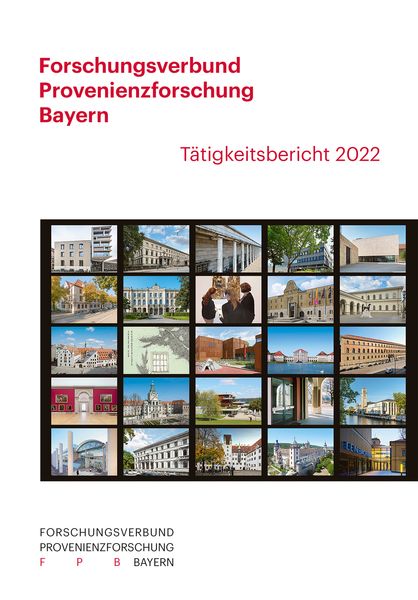 Forschungsverbund
Provenienzforschung
Bayern
Tätigkeitsbericht 2022
FORSCHUNGSVERBUND
PROVENIENZFORSCHUNG
F P B BAYERN